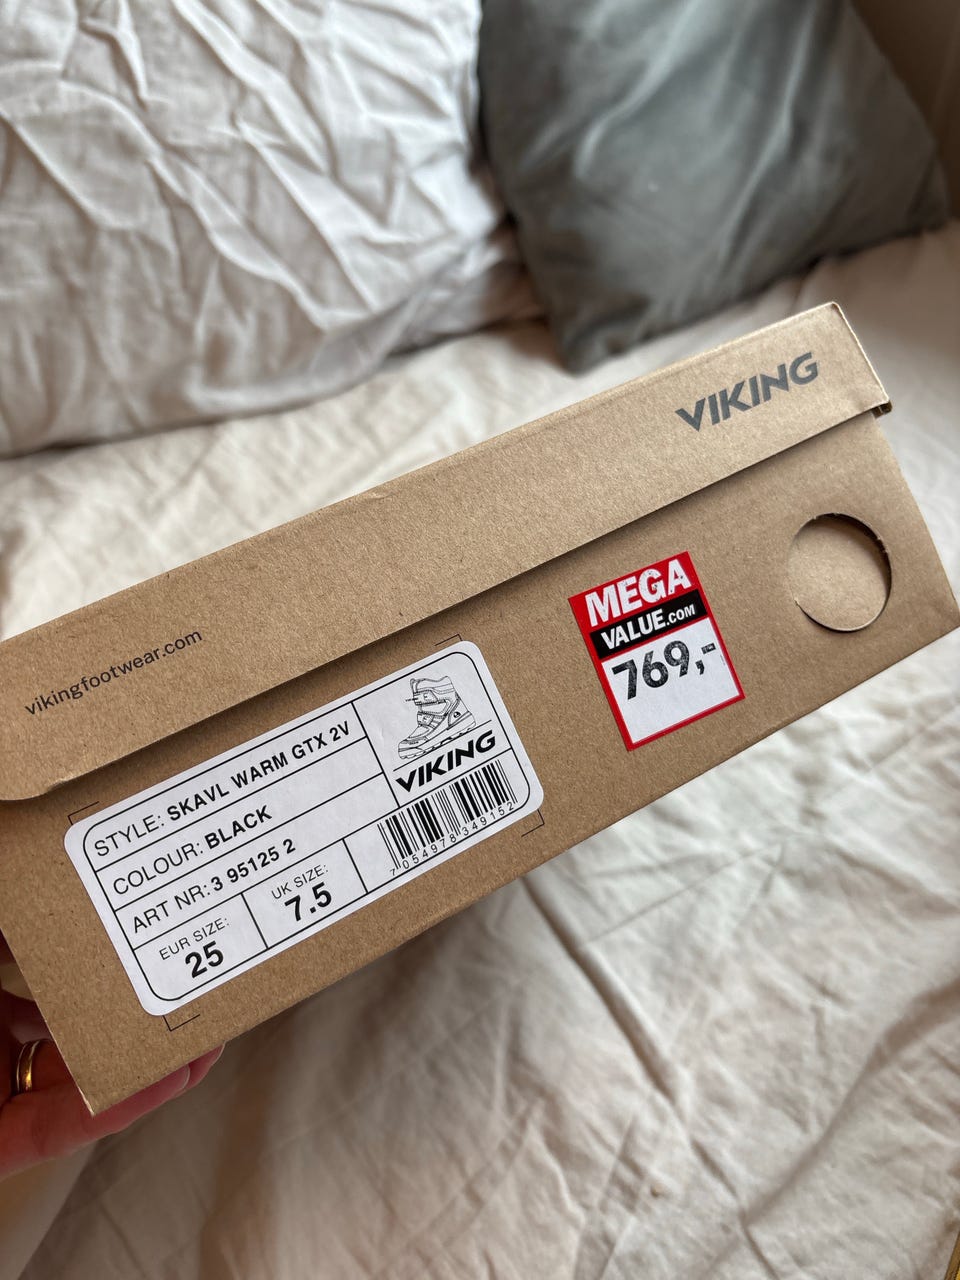 VIKING
vikingfootwear.com
MEGA
VALUE.COM
769,-
STYLE: SKAVL WARM GTX 2V
COLOUR: BLACK
ART NR: 3 95125 2
EUR SIZE:
25
UK SIZE:
7.5
VIKING
7054978349152